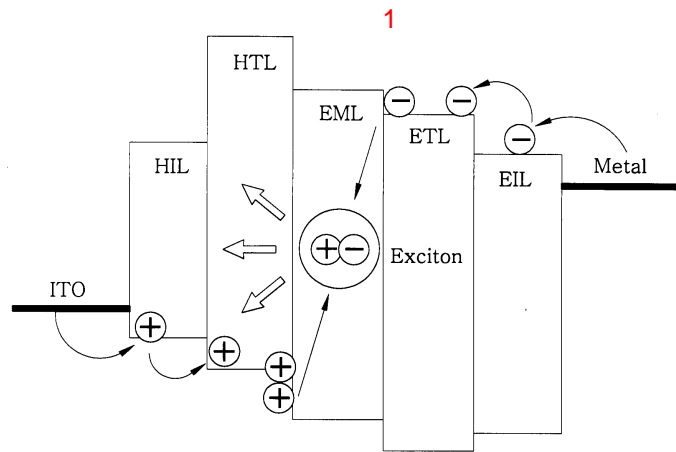 1
HTL
EML
ETL
HIL
EIL
Metal
Exciton
ITO
+
+
+
+
+ −
−
−
−